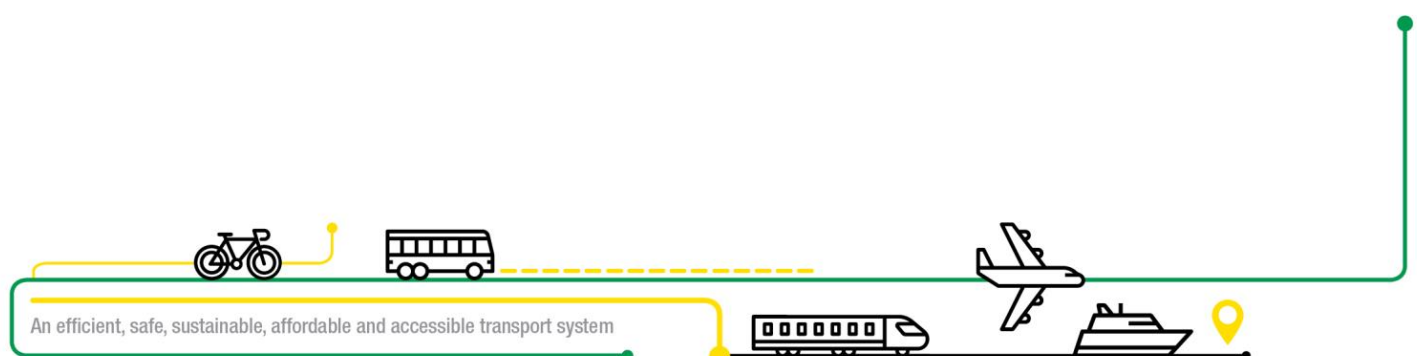 An efficient, safe, sustainable, affordable and accessible transport system